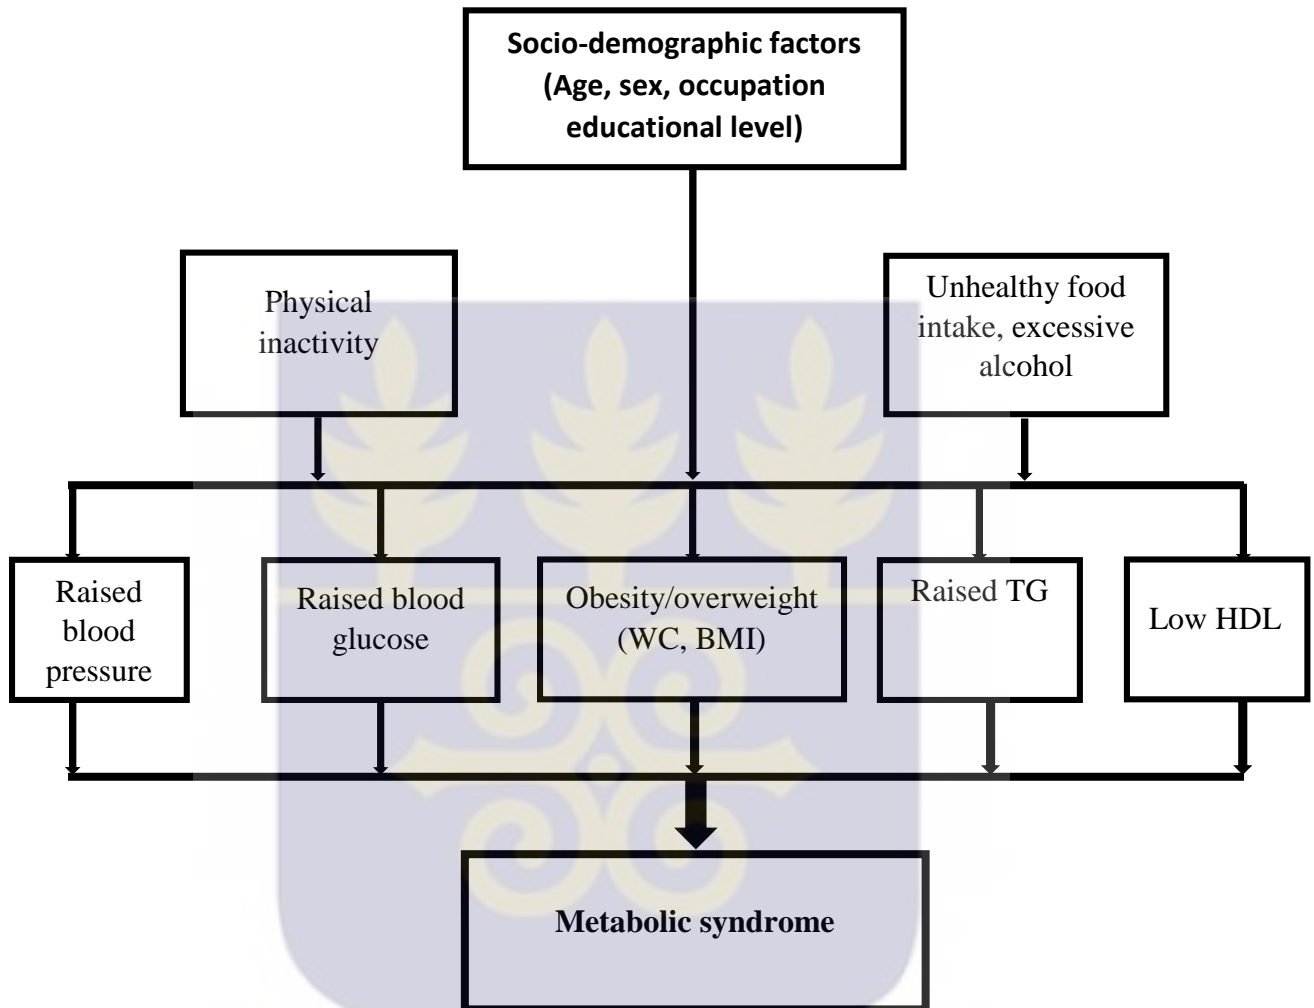 Socio-demographic factors
(Age, sex, occupation
educational level)
Physical
inactivity
Unhealthy food
intake, excessive
alcohol
Raised
blood
pressure
Raised blood
glucose
Obesity/overweight
(WC, BMI)
Raised TG
Low HDL
Metabolic syndrome